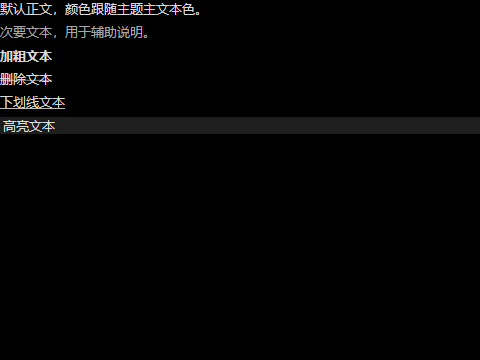 默认正文，颜色跟随主题主文本色。
次要文本，用于辅助说明。
加粗文本
删除文本
下划线文本
高亮文本